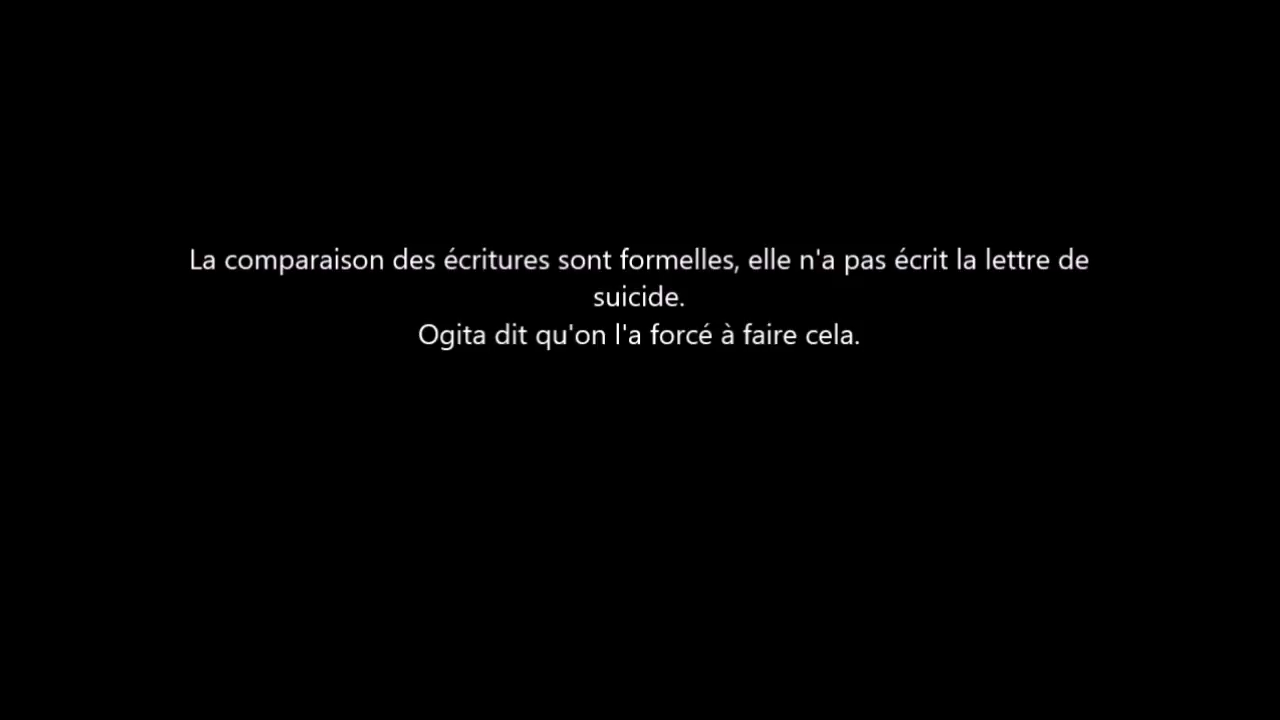 La comparaison des écritures sont formelles, elle n'a pas écrit la lettre de
suicide.
Ogita dit qu'on l'a forcé à faire cela.